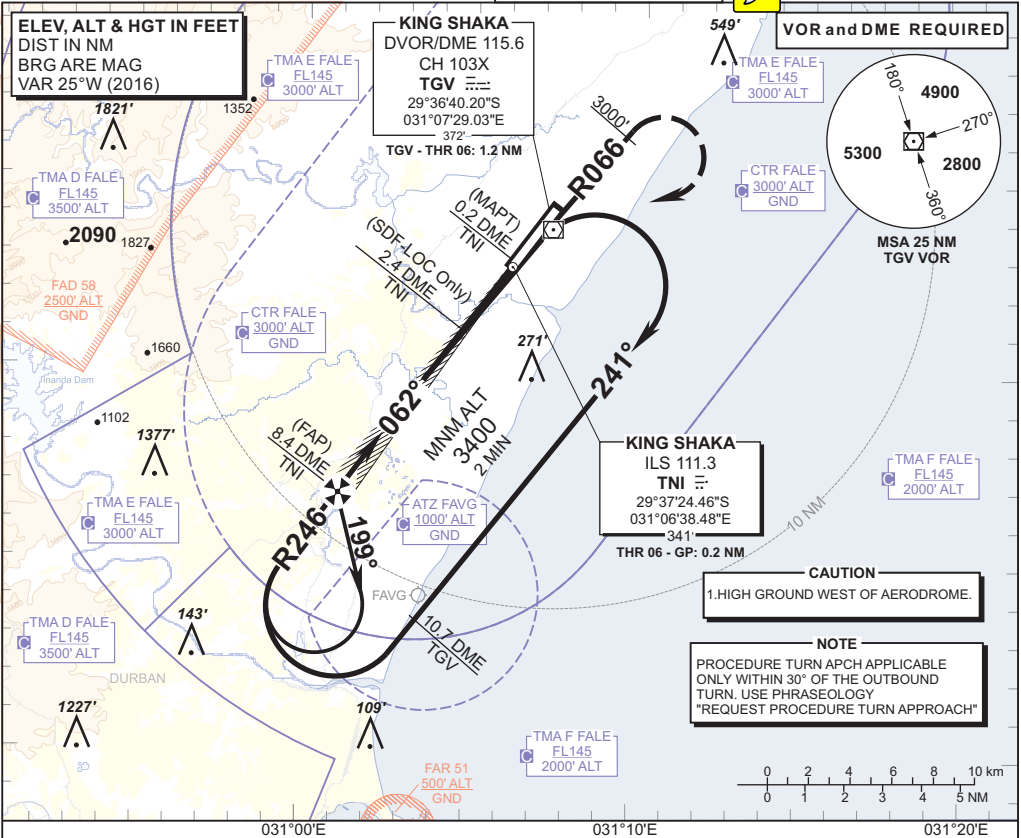 ELEV, ALT & HGT IN FEET
DIST IN NM
BRG ARE MAG
VAR 25°W (2016)
KING SHAKA
DVOR/DME 115.6
CH 103X
TGV
29°36'40.20"S
031°07'29.03"E
372'
TGV - THR 06: 1.2 NM
VOR and DME REQUIRED
180°
4900
270°
5300
2800
360°
MSA 25 NM
TGV VOR
549'
TMA E FALE
FL145
3000' ALT
C
TMA E FALE
FL145
3000' ALT
C
1352
1821'
TMA D FALE
FL145
3500' ALT
C
2090
1827
FAD 58
2500' ALT
GND
3000'
R066
CTR FALE
3000' ALT
GND
C
(MAPT)
0.2 DME
TNI
(SDF-LOC Only)
2.4 DME
TNI
CTR FALE
3000' ALT
GND
C
1660
Inanda Dam
1102
1377'
271'
241°
062°
MNM ALT
3400
2 MIN
(FAP)
8.4 DME
TNI
KING SHAKA
ILS 111.3
TNI
29°37'24.46"S
031°06'38.48"E
341'
THR 06 - GP: 0.2 NM
TMA F FALE
FL145
2000' ALT
C
10 NM
TMA E FALE
FL145
3000' ALT
C
ATZ FAVG
1000' ALT
GND
C
R246
199°
FAVG
10.7 DME
TGV
CAUTION
1.HIGH GROUND WEST OF AERODROME.
NOTE
PROCEDURE TURN APCH APPLICABLE
ONLY WITHIN 30° OF THE OUTBOUND
TURN. USE PHRASEOLOGY
"REQUEST PROCEDURE TURN APPROACH"
143'
TMA D FALE
FL145
3500' ALT
C
DURBAN
1227'
109'
TMA F FALE
FL145
2000' ALT
C
FAR 51
500' ALT
GND
0 2 4 6 8 10 km
0 1 2 3 4 5 NM
031°00'E
031°10'E
031°20'E